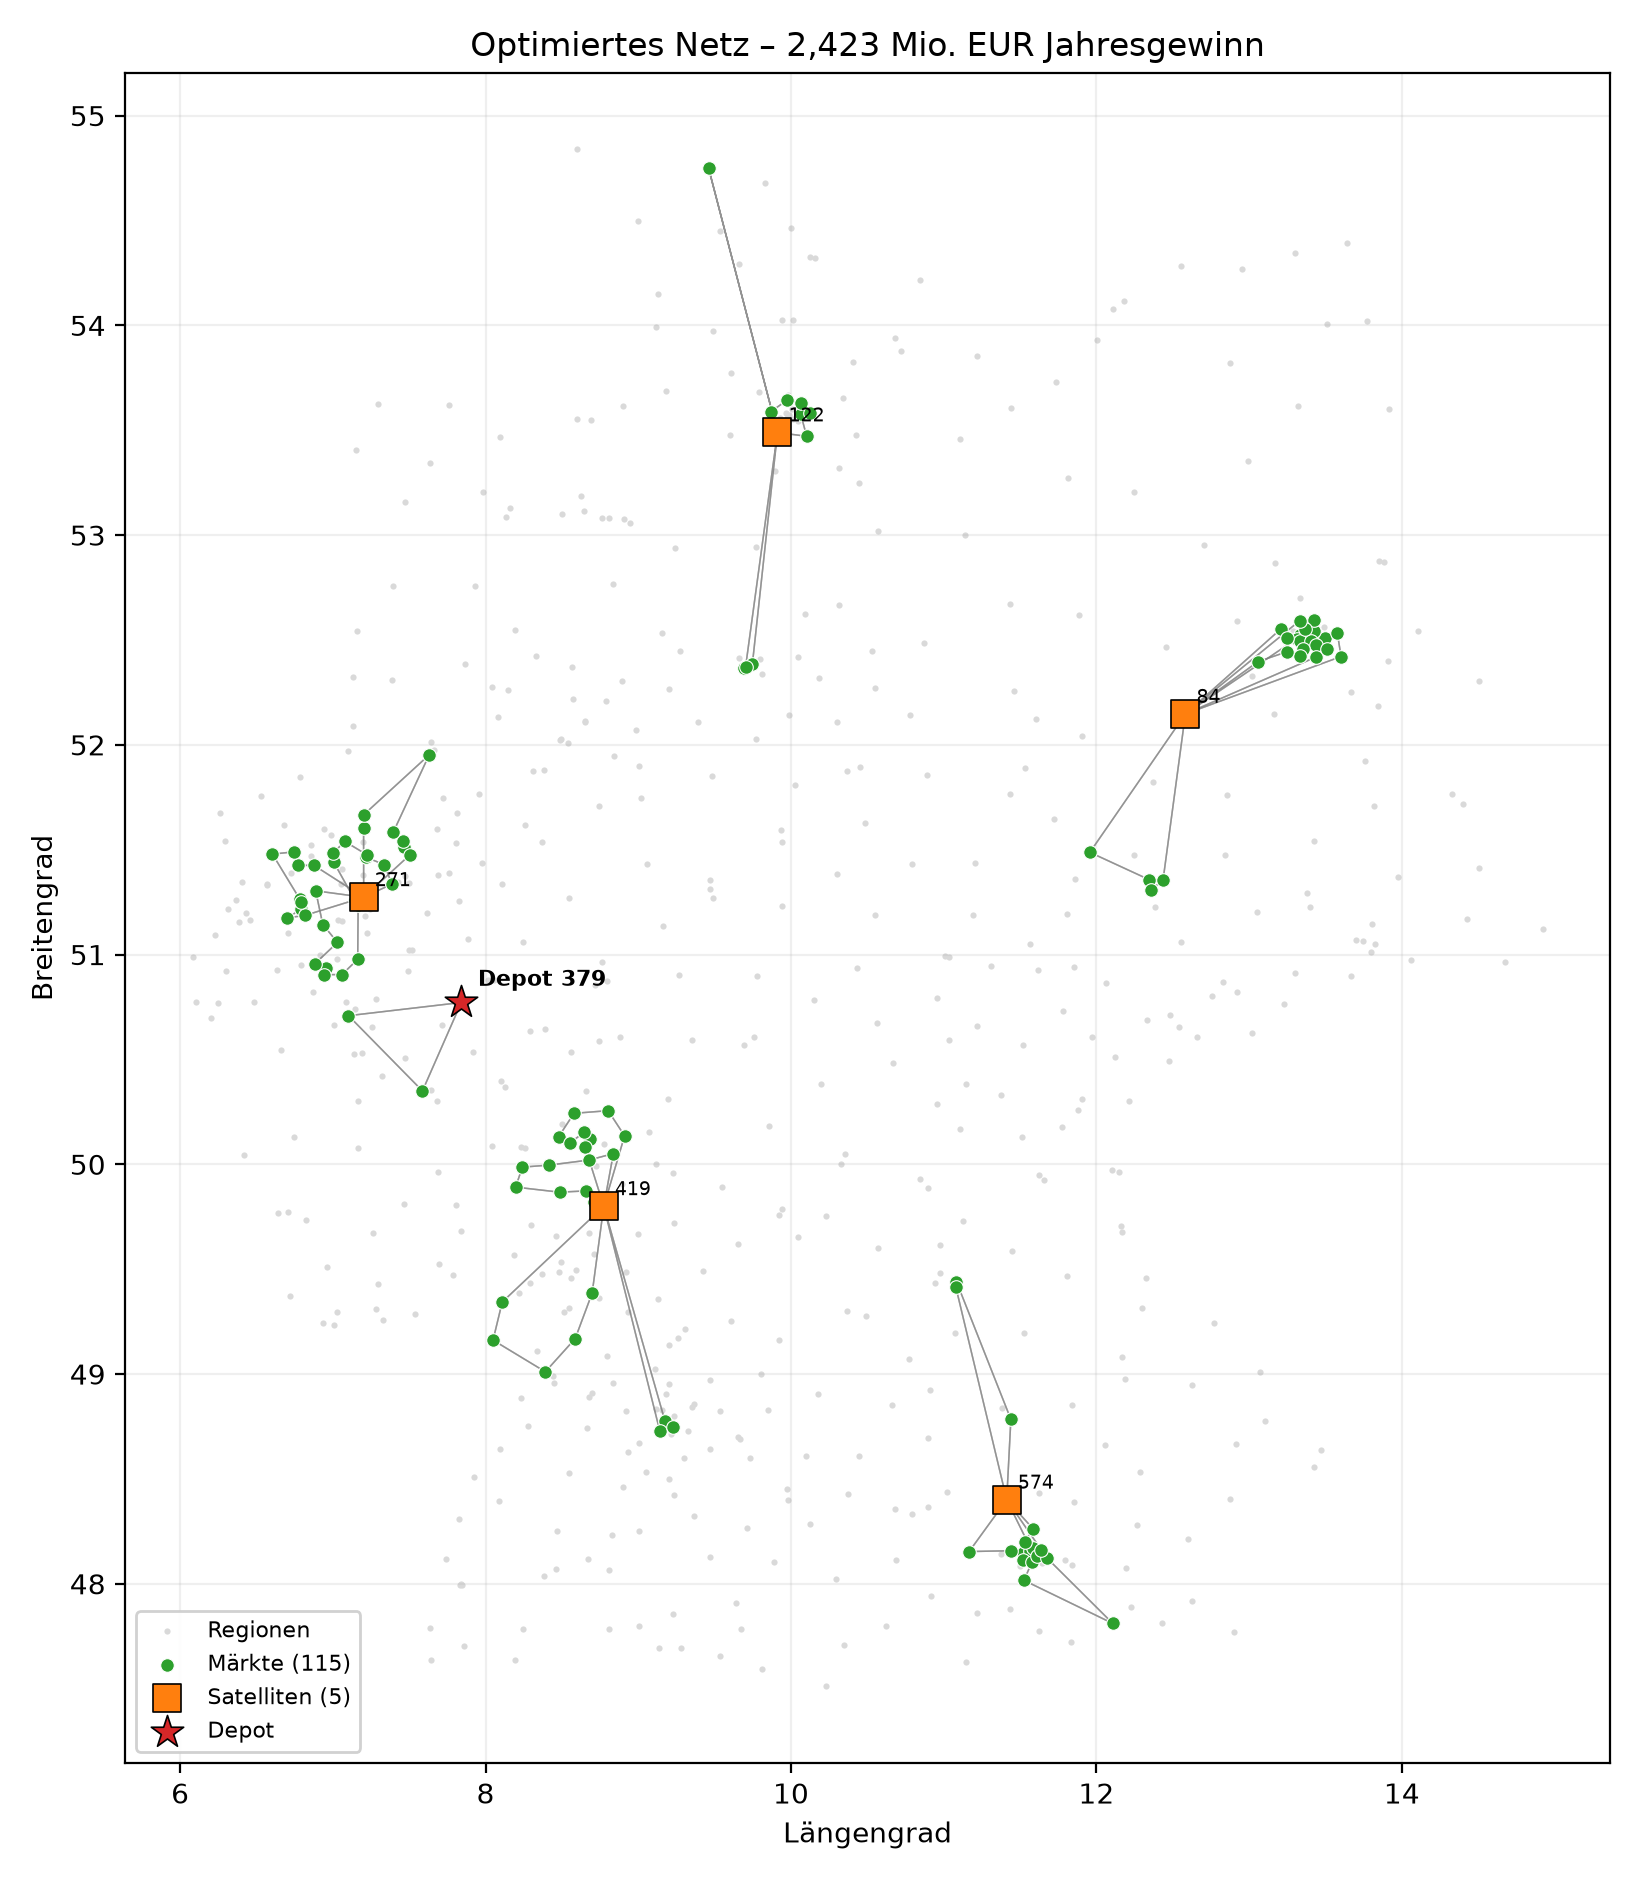 Optimiertes Netz – 2,423 Mio. EUR Jahresgewinn
55
54
53
52
51
50
49
48
Breitengrad
122
84
271
Depot 379
419
574
Regionen
Märkte (115)
Satelliten (5)
Depot
6 8 10 12 14
Längengrad